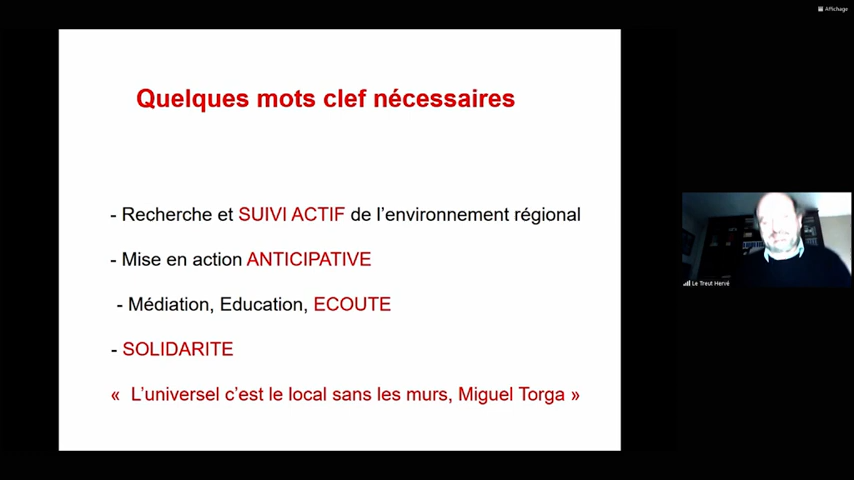 Affichage
Quelques mots clef nécessaires
- Recherche et SUIVI ACTIF de l'environnement régional
- Mise en action ANTICIPATIVE
- Médiation, Education, ECOUTE
- SOLIDARITE
« L'universel c'est le local sans les murs, Miguel Torga »
Le Treut Hervé